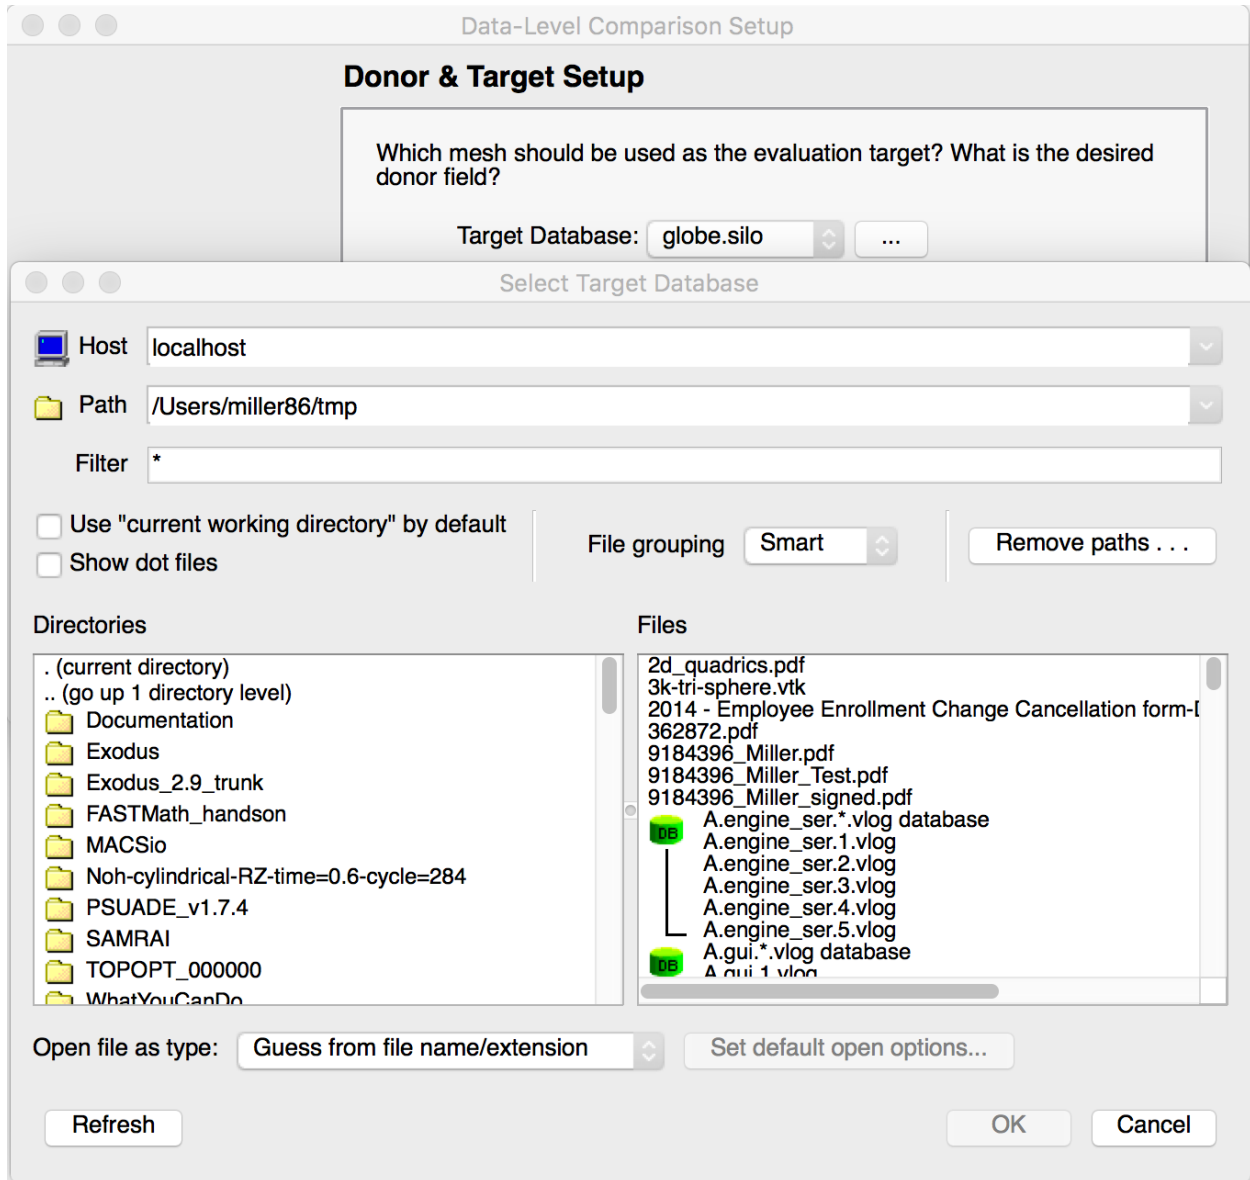 Data-Level Comparison Setup
Donor & Target Setup
Which mesh should be used as the evaluation target? What is the desired
donor field?
Target Database: globe.silo ...
Select Target Database
Host localhost
Path /Users/miller86/tmp
Filter *
Use "current working directory" by default
Show dot files
File grouping Smart
Remove paths . . .
Directories
. (current directory)
.. (go up 1 directory level)
Documentation
Exodus
Exodus_2.9_trunk
FASTMath_handson
MACSio
Noh-cylindrical-RZ-time=0.6-cycle=284
PSUADE_v1.7.4
SAMRAI
TOPOPT_000000
WhatYouCanDo
Files
2d_quadrics.pdf
3k-tri-sphere.vtk
2014 - Employee Enrollment Change Cancellation form-
362872.pdf
9184396_Miller.pdf
9184396_Miller_Test.pdf
9184396_Miller_signed.pdf
DB A.engine_ser.*.vlog database
A.engine_ser.1.vlog
A.engine_ser.2.vlog
A.engine_ser.3.vlog
A.engine_ser.4.vlog
A.engine_ser.5.vlog
DB A.gui.*.vlog database
A.gui.1.vlog
Open file as type: Guess from file name/extension
Set default open options...
Refresh
OK
Cancel